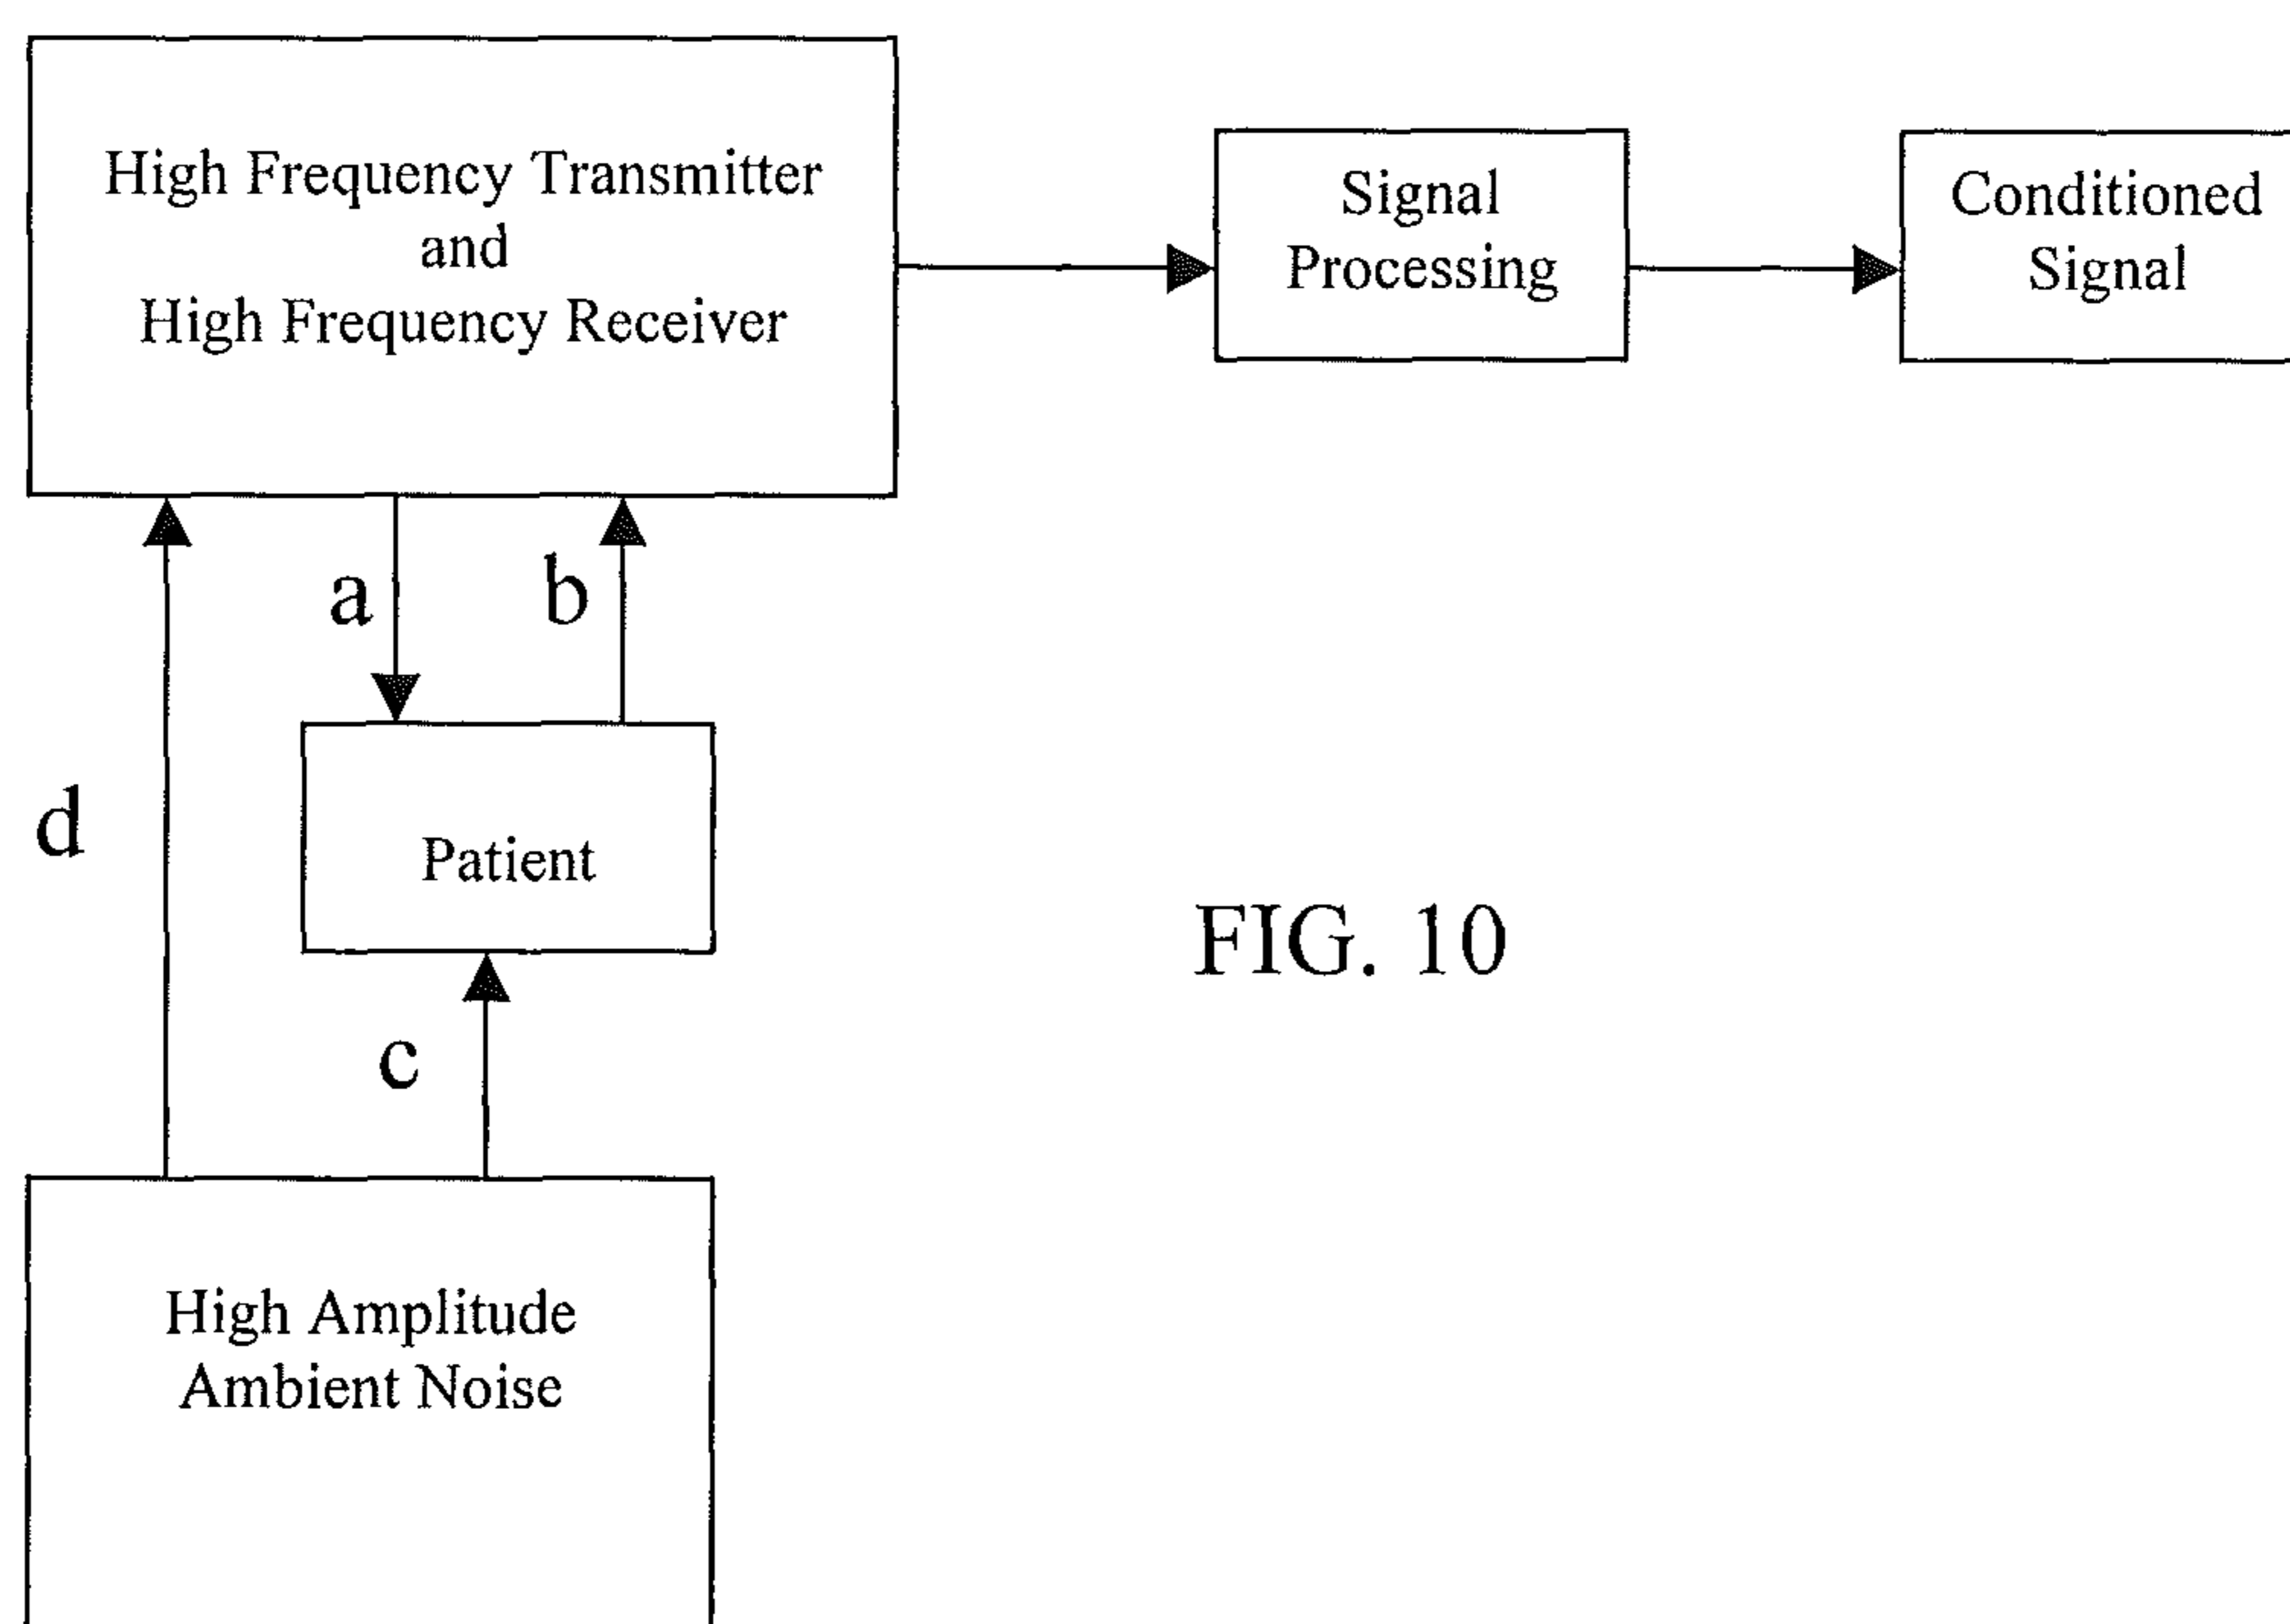 High Frequency Transmitter
and
High Frequency Receiver
Signal
Processing
Conditioned
Signal
a
b
d
Patient
c
FIG. 10
High Amplitude
Ambient Noise